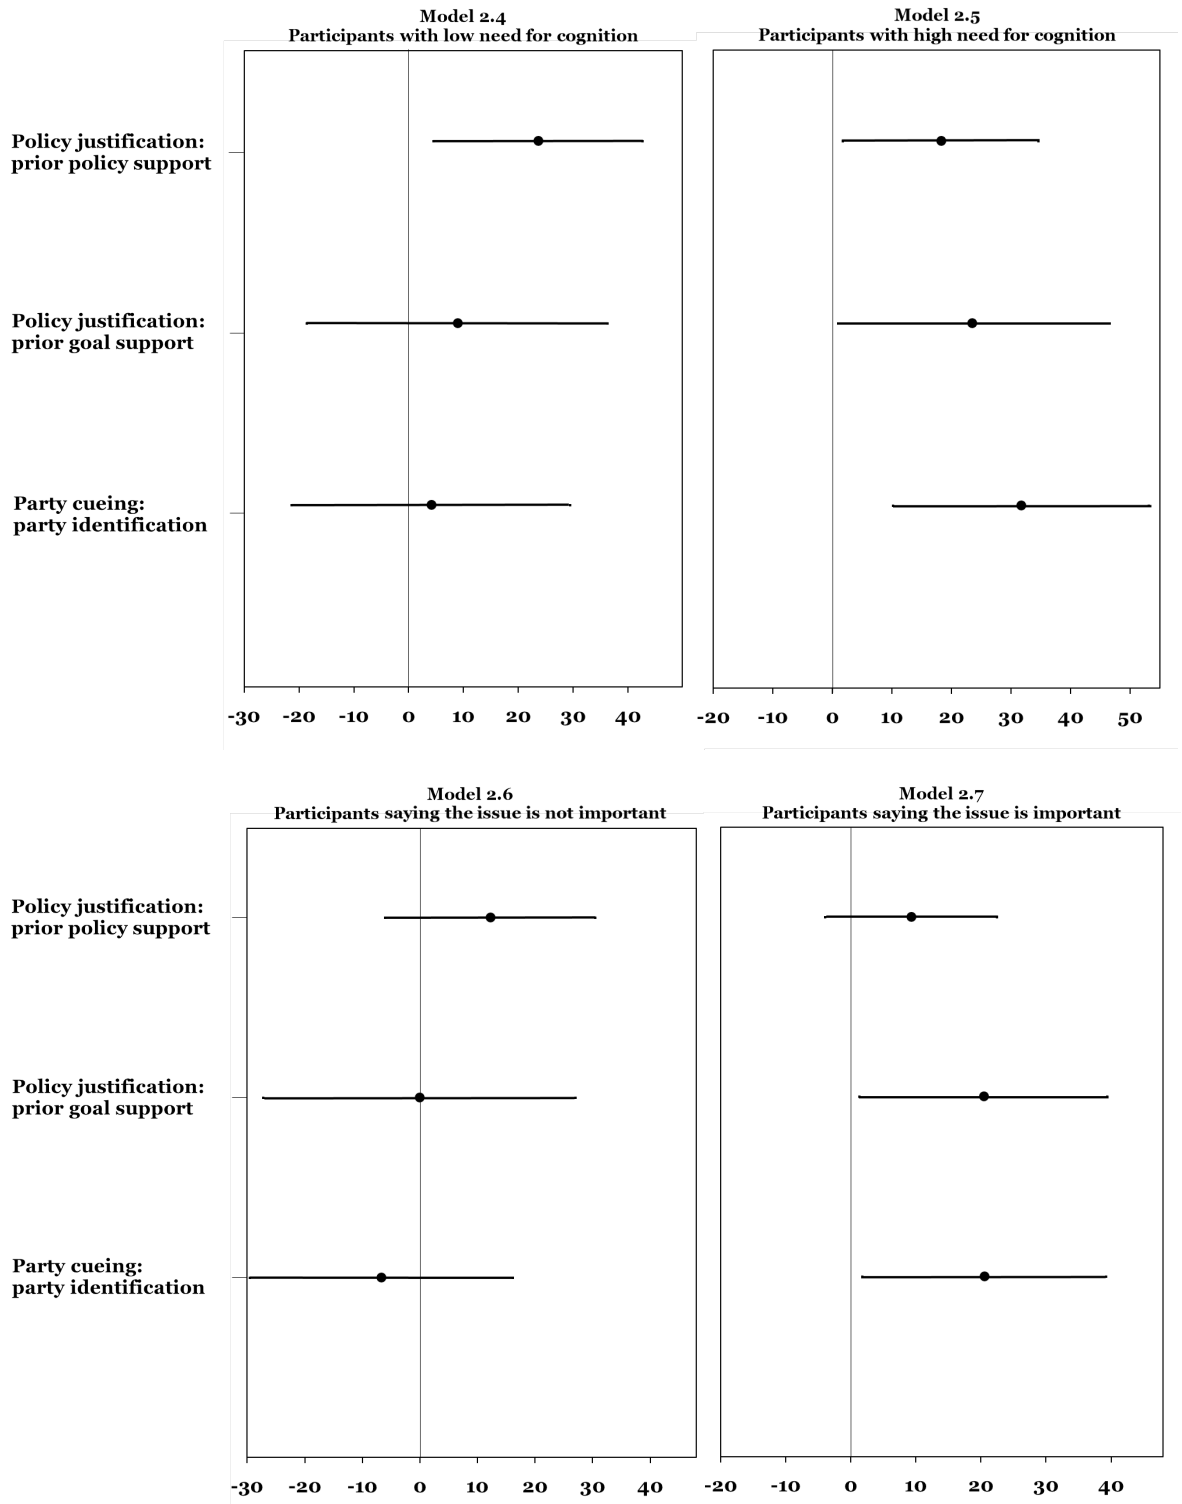 Model 2.4
Participants with low need for cognition
Model 2.5
Participants with high need for cognition
Policy justification:
prior policy support
Policy justification:
prior goal support
Party cueing:
party identification
-30 -20 -10 0 10 20 30 40
-20 -10 0 10 20 30 40 50
Model 2.6
Participants saying the issue is not important
Model 2.7
Participants saying the issue is important
Policy justification:
prior policy support
Policy justification:
prior goal support
Party cueing:
party identification
-30 -20 -10 0 10 20 30 40
-20 -10 0 10 20 30 40